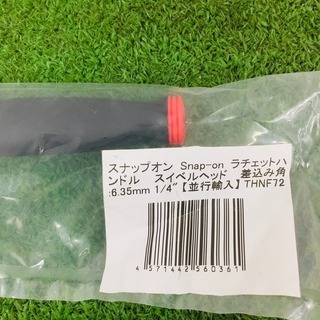 スナップオン Snap-on ラチェットハ
ンドル スイベルヘッド 差込み角
:6.35mm 1/4"【並行輸入】THNF72
4571442560361